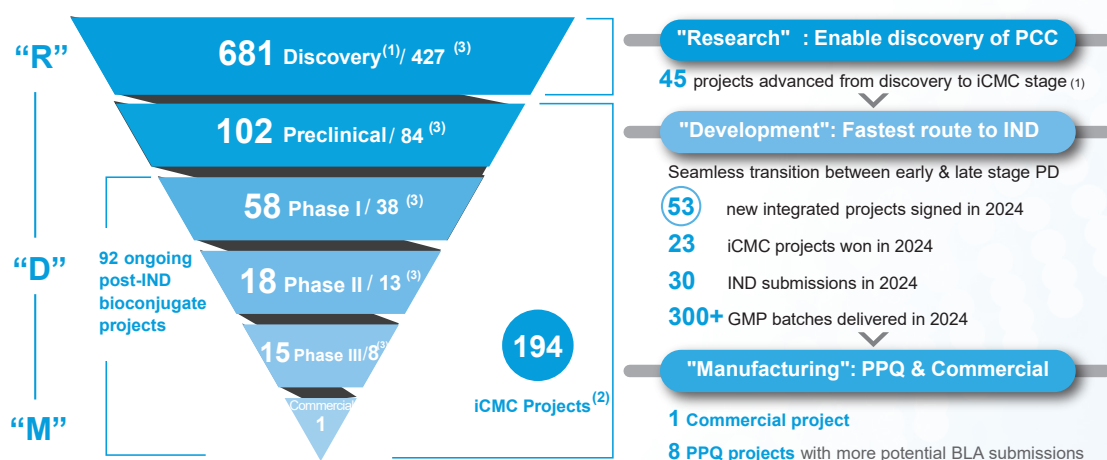 “R”
681 Discovery(1)/ 427 (3)
102 Preclinical/ 84 (3)
58 Phase I/ 38 (3)
“D”
92 ongoing
post-IND
bioconjugate
projects
18 Phase II/ 13 (3)
15 Phase III/8(3)
Commercial
1
“M”
194
iCMC Projects(2)
"Research" : Enable discovery of PCC
45 projects advanced from discovery to iCMC stage (1)
"Development": Fastest route to IND
Seamless transition between early & late stage PD
53 new integrated projects signed in 2024
23 iCMC projects won in 2024
30 IND submissions in 2024
300+ GMP batches delivered in 2024
"Manufacturing": PPQ & Commercial
1 Commercial project
8 PPQ projects with more potential BLA submissions